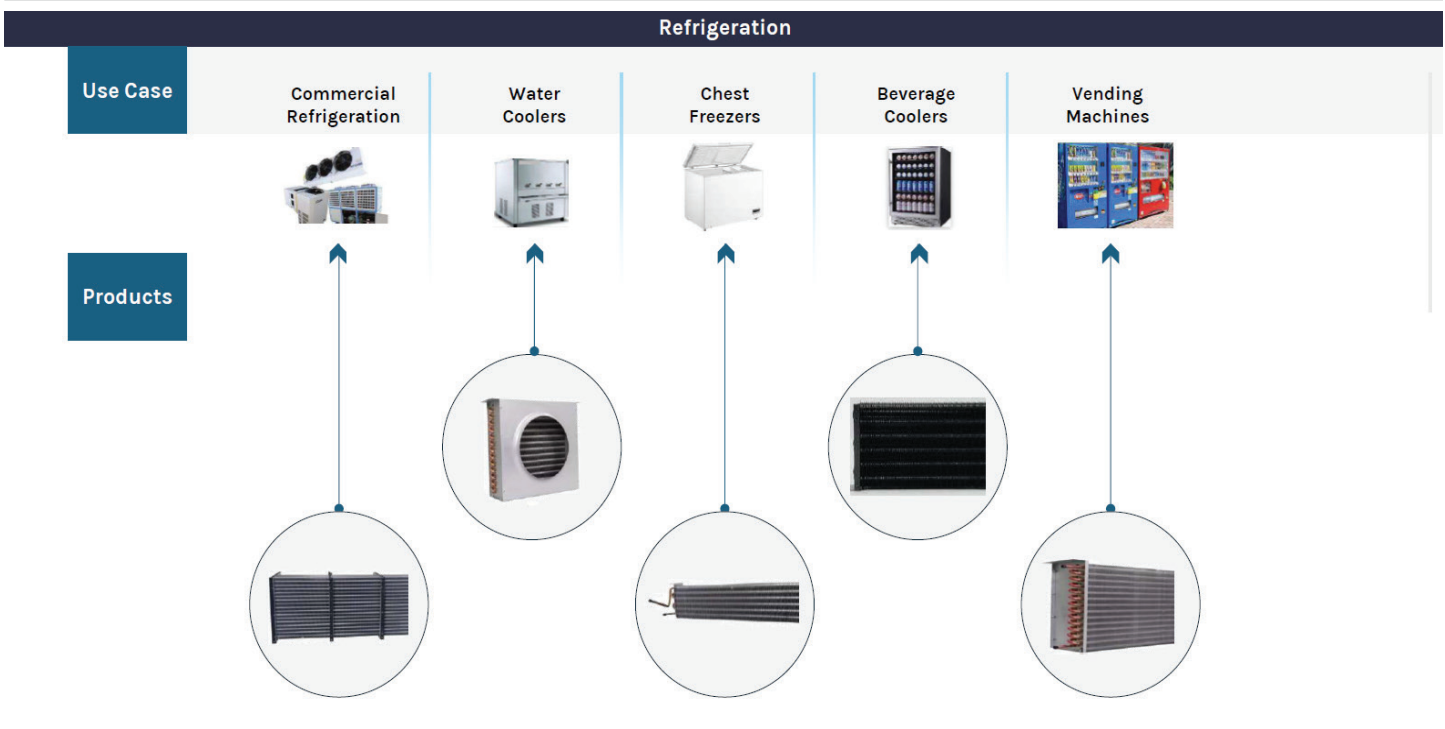 Refrigeration
Use Case
Commercial
Refrigeration
Water
Coolers
Chest
Freezers
Beverage
Coolers
Vending
Machines
Products